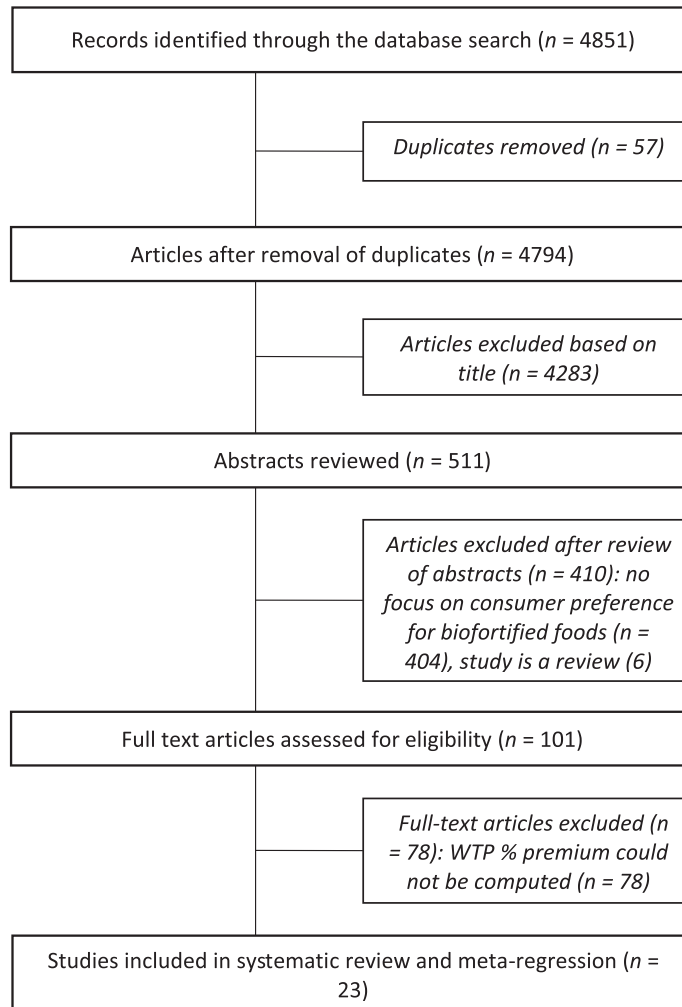 Records identified through the database search (n = 4851)
Duplicates removed (n = 57)
Articles after removal of duplicates (n = 4794)
Articles excluded based on
title (n = 4283)
Abstracts reviewed (n = 511)
Articles excluded after review
of abstracts (n = 410): no
focus on consumer preference
for biofortified foods (n =
404), study is a review (6)
Full text articles assessed for eligibility (n = 101)
Full-text articles excluded (n
= 78): WTP % premium could
not be computed (n = 78)
Studies included in systematic review and meta-regression (n =
23)